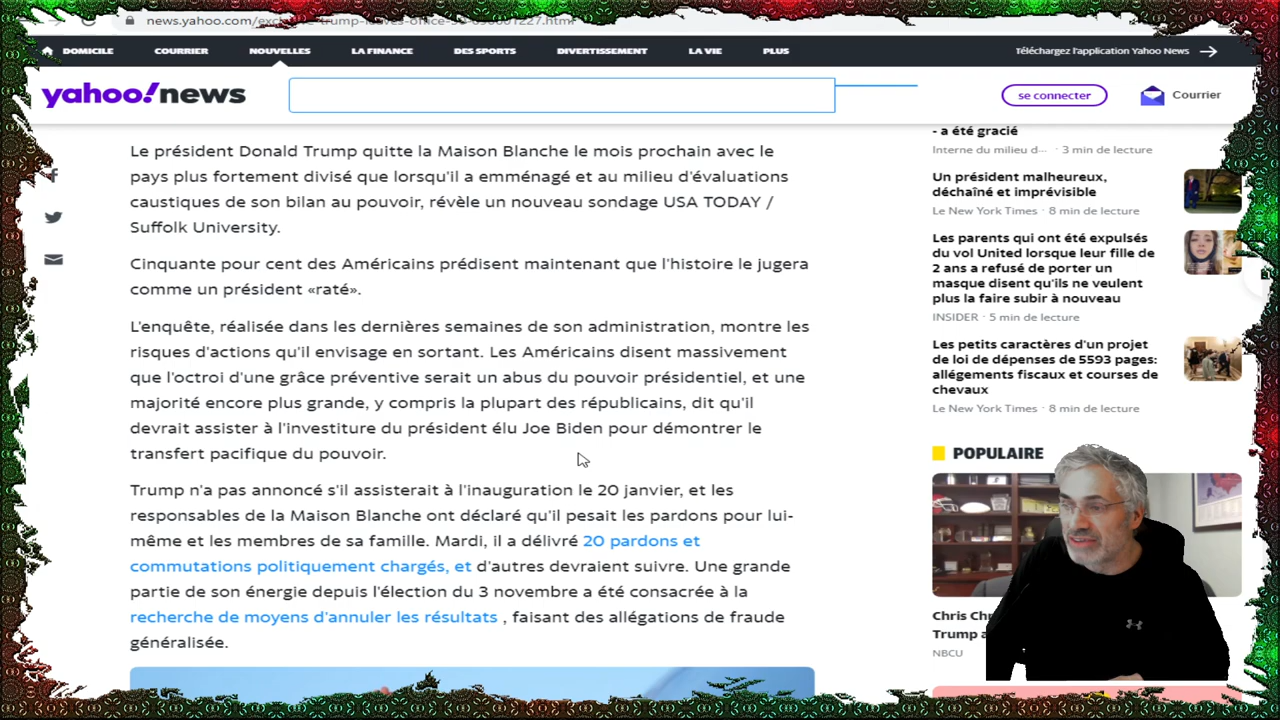 news.yahoo.com/
DOMICILE COURRIER NOUVELLES LA FINANCE DES SPORTS DIVERTISSEMENT LA VIE PLUS Téléchargez l'application Yahoo News
yahoo!news
se connecter
Courrier
Le président Donald Trump quitte la Maison Blanche le mois prochain avec le
pays plus fortement divisé que lorsqu'il a emménagé et au milieu d'évaluations
caustiques de son bilan au pouvoir, révèle un nouveau sondage USA TODAY /
Suffolk University.
Cinquante pour cent des Américains prédisent maintenant que l'histoire le jugera
comme un président «raté».
L'enquête, réalisée dans les dernières semaines de son administration, montre les
risques d'actions qu'il envisage en sortant. Les Américains disent massivement
que l'octroi d'une grâce préventive serait un abus du pouvoir présidentiel, et une
majorité encore plus grande, y compris la plupart des républicains, dit qu'il
devrait assister à l'investiture du président élu Joe Biden pour démontrer le
transfert pacifique du pouvoir.
Trump n'a pas annoncé s'il assisterait à l'inauguration le 20 janvier, et les
responsables de la Maison Blanche ont déclaré qu'il pesait les pardons pour lui-
même et les membres de sa famille. Mardi, il a délivré 20 pardons et
commutations politiquement chargés, et d'autres devraient suivre. Une grande
partie de son énergie depuis l'élection du 3 novembre a été consacrée à la
recherche de moyens d'annuler les résultats , faisant des allégations de fraude
généralisée.
- a été gracié
Interne du milieu d··· · 3 min de lecture
Un président malheureux,
déchaîné et imprévisible
Le New York Times · 8 min de lecture
Les parents qui ont été expulsés
du vol United lorsque leur fille de
2 ans a refusé de porter un
masque disent qu'ils ne veulent
plus la faire subir à nouveau
INSIDER · 5 min de lecture
Les petits caractères d'un projet
de loi de dépenses de 5593 pages:
allégements fiscaux et courses de
chevaux
Le New York Times · 8 min de lecture
POPULAIRE
Chris
Trump
NBCU